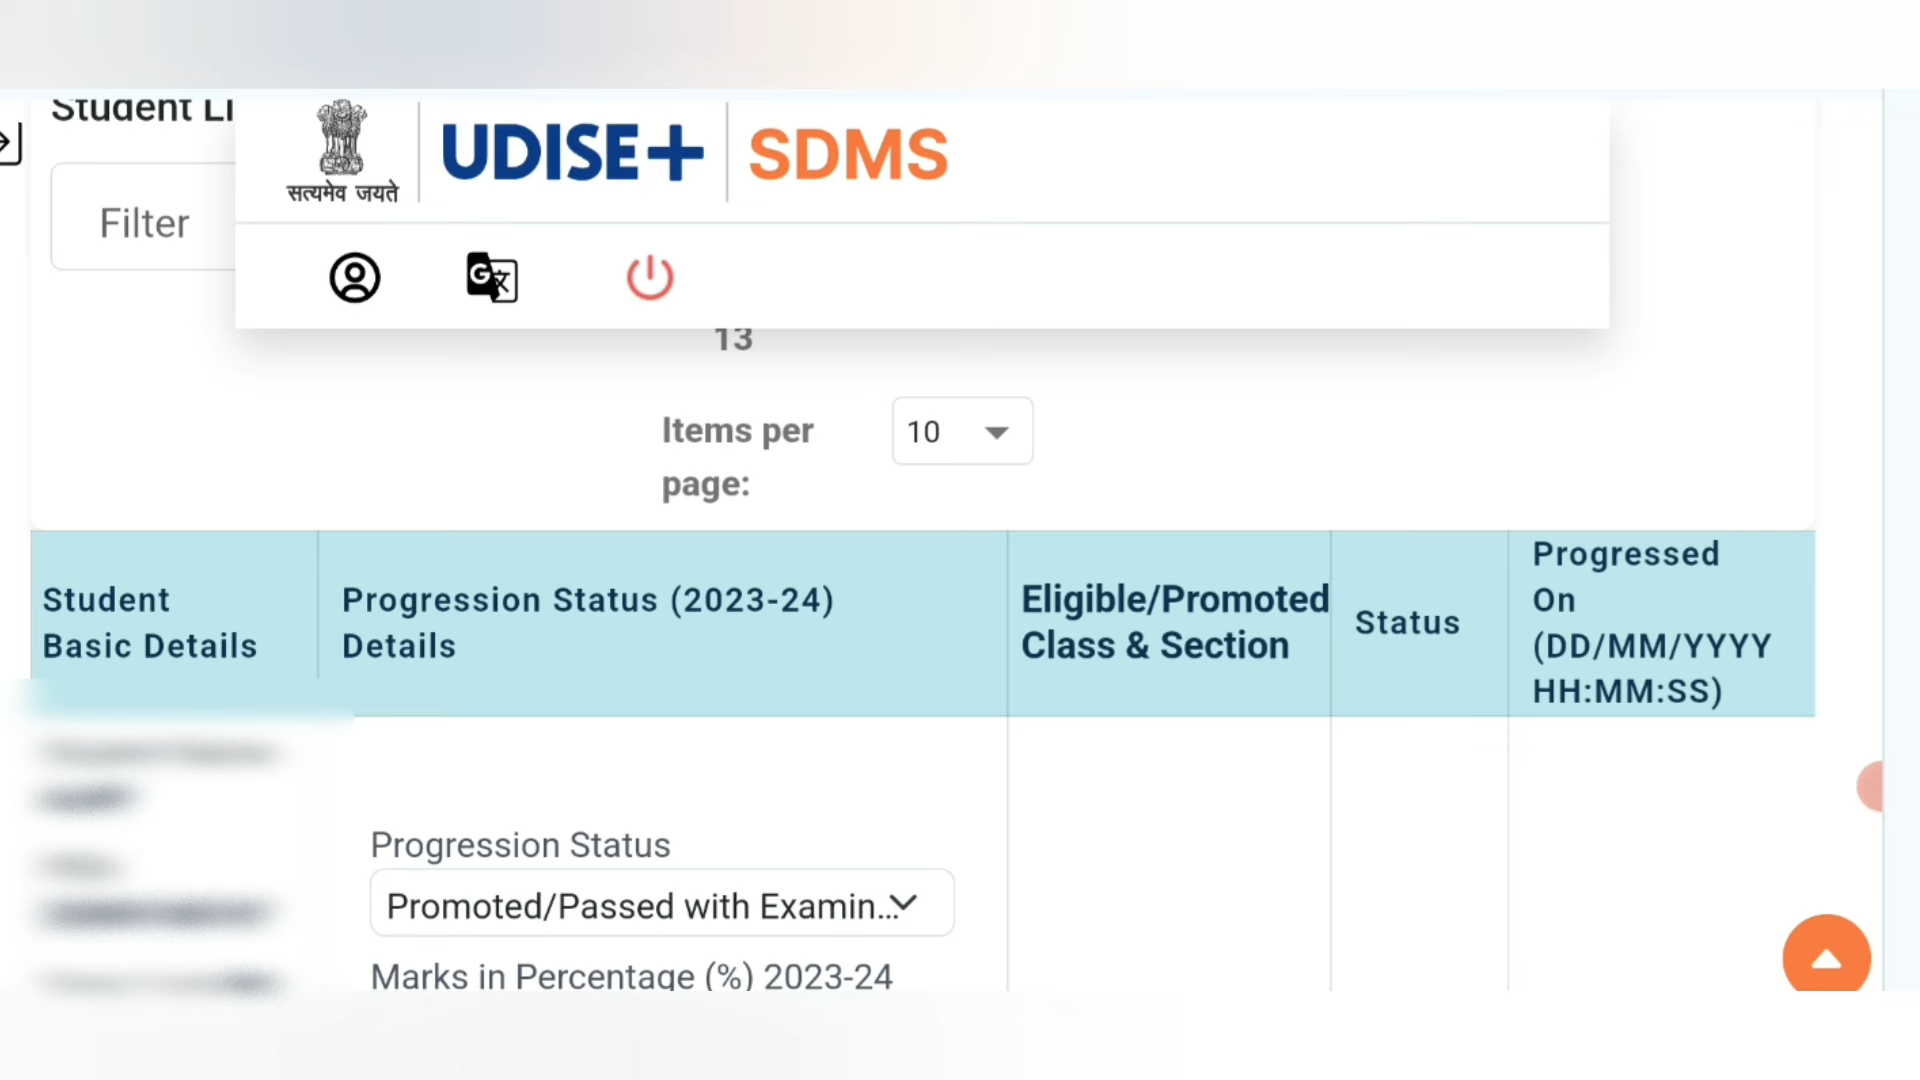 Student Li
सत्यमेव जयते
UDISE+
SDMS
Filter
13
Items per
page:
10
Student
Basic Details
Progression Status (2023-24)
Details
Eligible/Promoted
Class & Section
Status
Progressed
On
(DD/MM/YYYY
HH:MM:SS)
Progression Status
Promoted/Passed with Examin...
Marks in Percentage (%) 2023-24